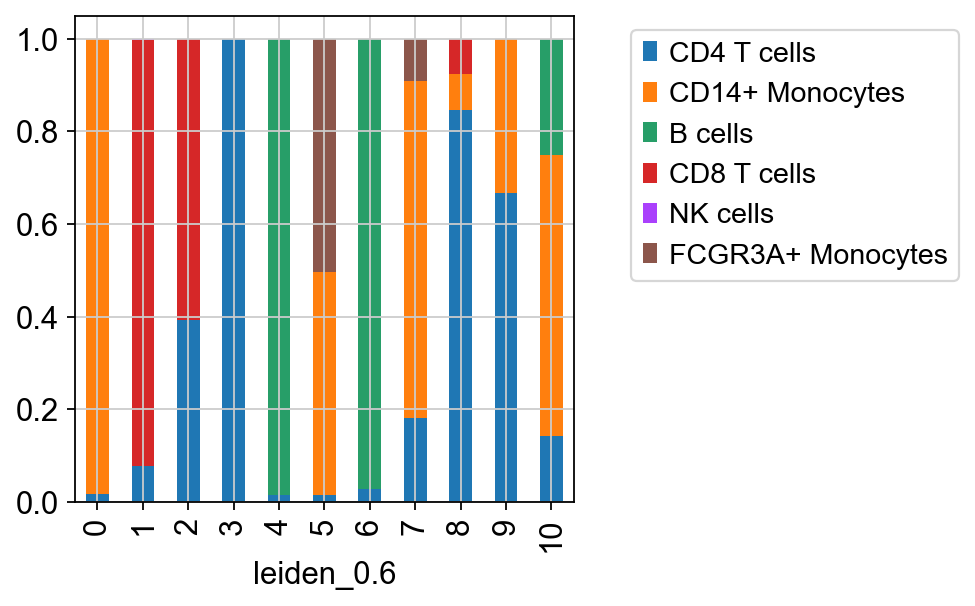 1.0
0.8
0.6
0.4
0.2
0.0
0 1 2 3 4 5 6 7 8 9 10
leiden_0.6
CD4 T cells
CD14+ Monocytes
B cells
CD8 T cells
NK cells
FCGR3A+ Monocytes